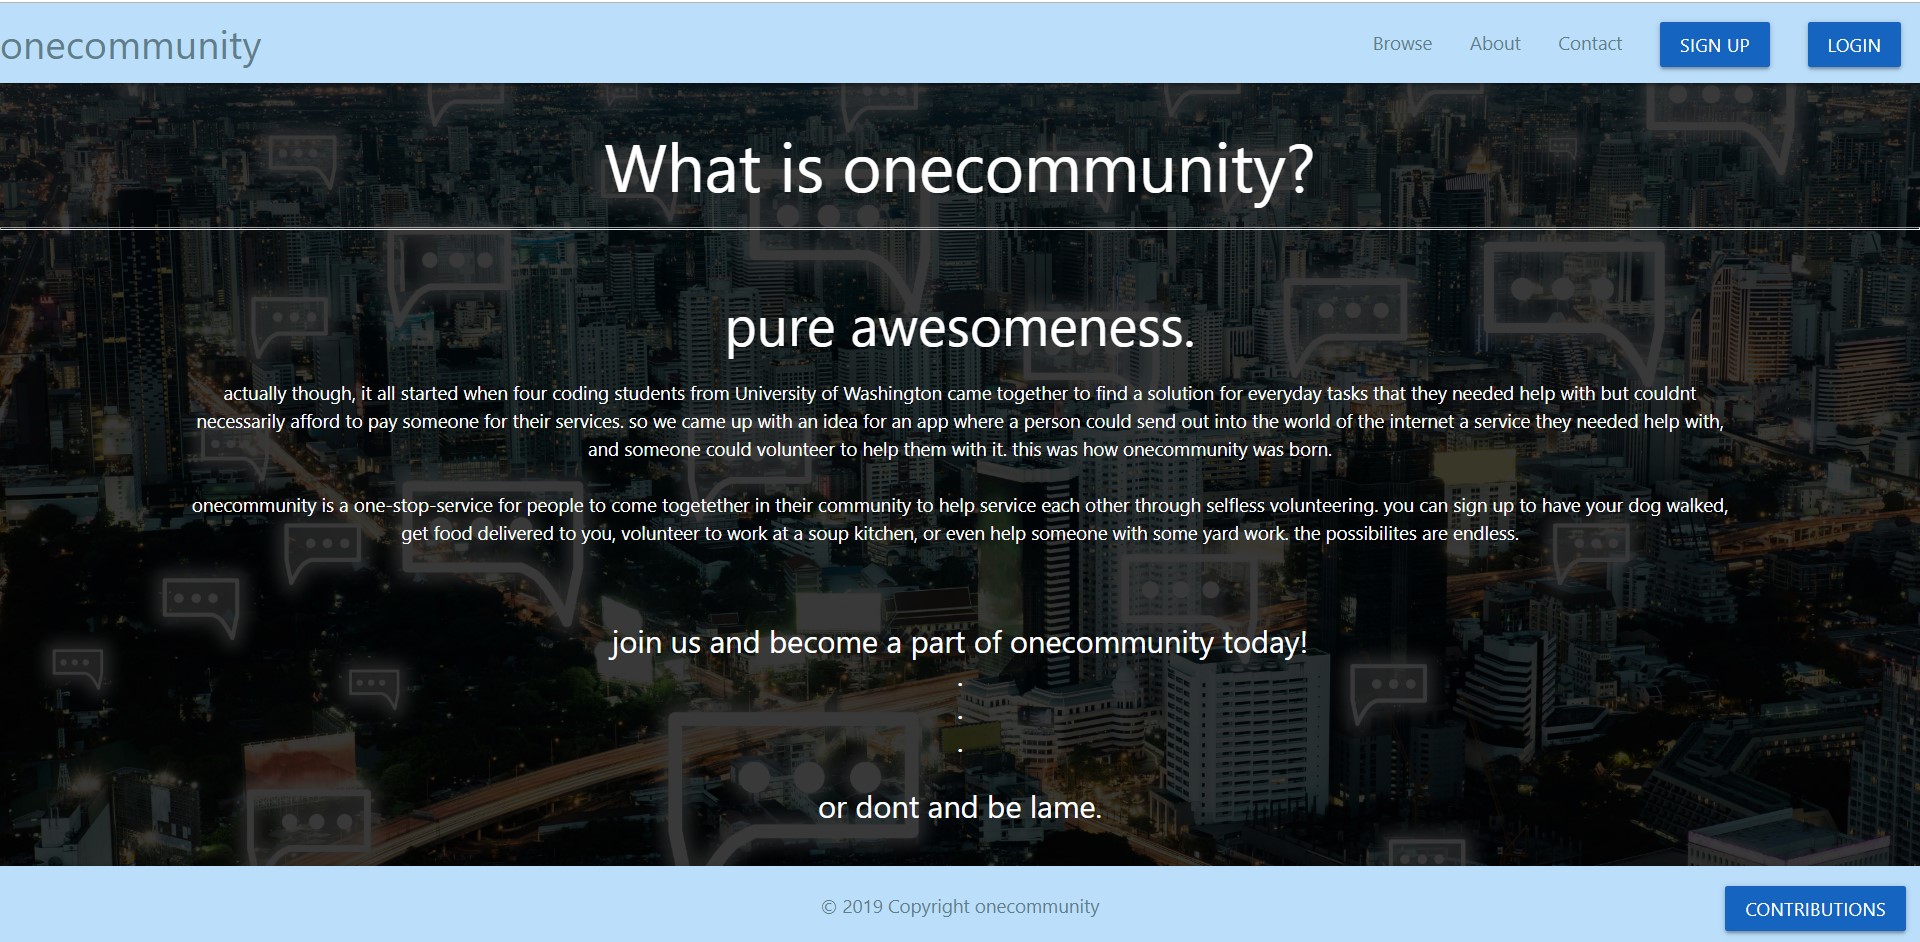 onecommunity
Browse
About
Contact
SIGN UP
LOGIN
What is onecommunity?
pure awesomeness.
actually though, it all started when four coding students from University of Washington came together to find a solution for everyday tasks that they needed help with but couldnt
necessarily afford to pay someone for their services. so we came up with an idea for an app where a person could send out into the world of the internet a service they needed help with,
and someone could volunteer to help them with it. this was how onecommunity was born.
onecommunity is a one-stop-service for people to come togetether in their community to help service each other through selfless volunteering. you can sign up to have your dog walked,
get food delivered to you, volunteer to work at a soup kitchen, or even help someone with some yard work. the possibilites are endless.
join us and become a part of onecommunity today!
.
.
.
or dont and be lame.
© 2019 Copyright onecommunity
CONTRIBUTIONS